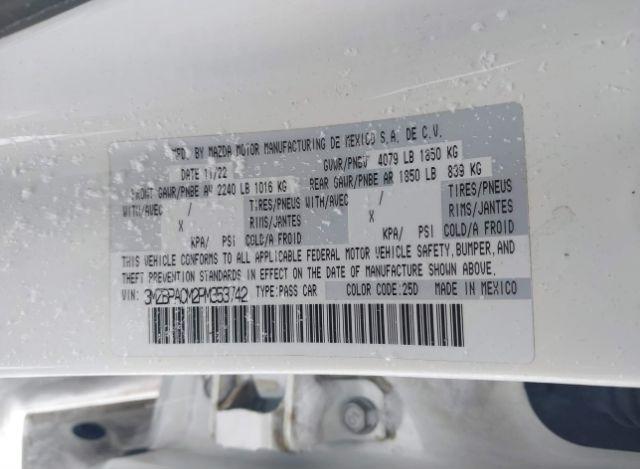 MFD. BY MAZDA MOTOR MANUFACTURING DE MEXICO S.A. DE C.V.
DATE 11/22 GVWR/PNBV 4079 LB 1850 KG
FRONT GAWR/PNBE AV 2240 LB 1016 KG REAR GAWR/PNBE AR 1850 LB 839 KG
WITH/AVEC / TIRES/PNEUS WITH/AVEC / TIRES/PNEUS
X RIMS/JANTES X RIMS/JANTES
KPA/ PSI COLD/A FROID KPA/ PSI COLD/A FROID
THIS VEHICLE CONFORMS TO ALL APPLICABLE FEDERAL MOTOR VEHICLE SAFETY, BUMPER, AND
THEFT PREVENTION STANDARDS IN EFFECT ON THE DATE OF MANUFACTURE SHOWN ABOVE.
VIN: 3MZBPACM2PM353742 TYPE:PASS CAR COLOR CODE:25D MADE IN MEXICO